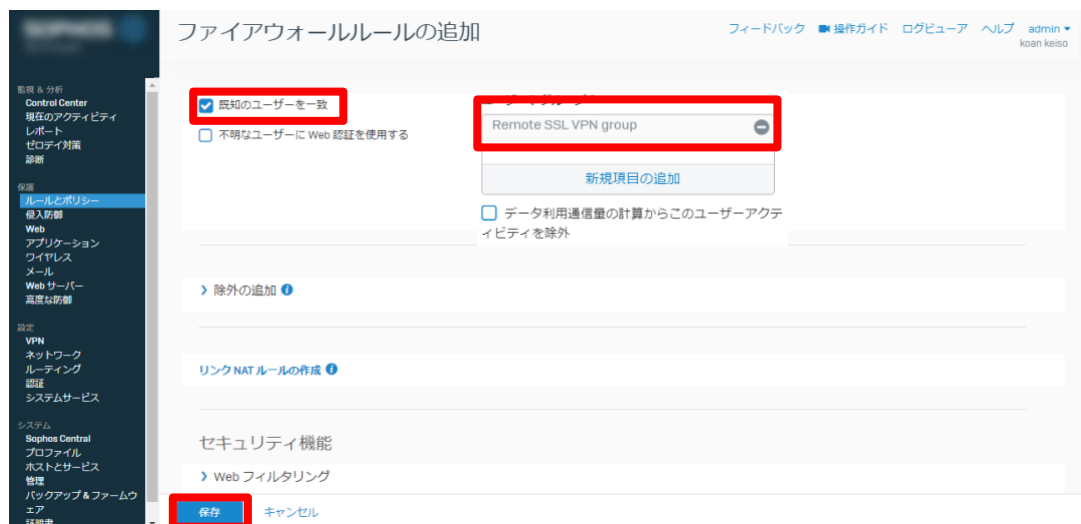 ファイアウォールルールの追加
フィードバック 操作ガイド ログビューア ヘルプ admin
koan keiso
監視 & 分析
Control Center
現在のアクティビティ
レポート
ゼロデイ対策
診断
保護
ルールとポリシー
侵入防御
Web
アプリケーション
ワイヤレス
メール
Web サーバー
高度な防御
設定
VPN
ネットワーク
ルーティング
認証
システムサービス
システム
Sophos Central
プロファイル
ホストとサービス
管理
バックアップ & ファームウ
ェア
証明書
既知のユーザーを一致
不明なユーザーに Web 認証を使用する
Remote SSL VPN group
新規項目の追加
データ利用通信量の計算からこのユーザーアクテ
ィビティを除外
除外の追加
リンク NAT ルールの作成
セキュリティ機能
Web フィルタリング
保存 キャンセル